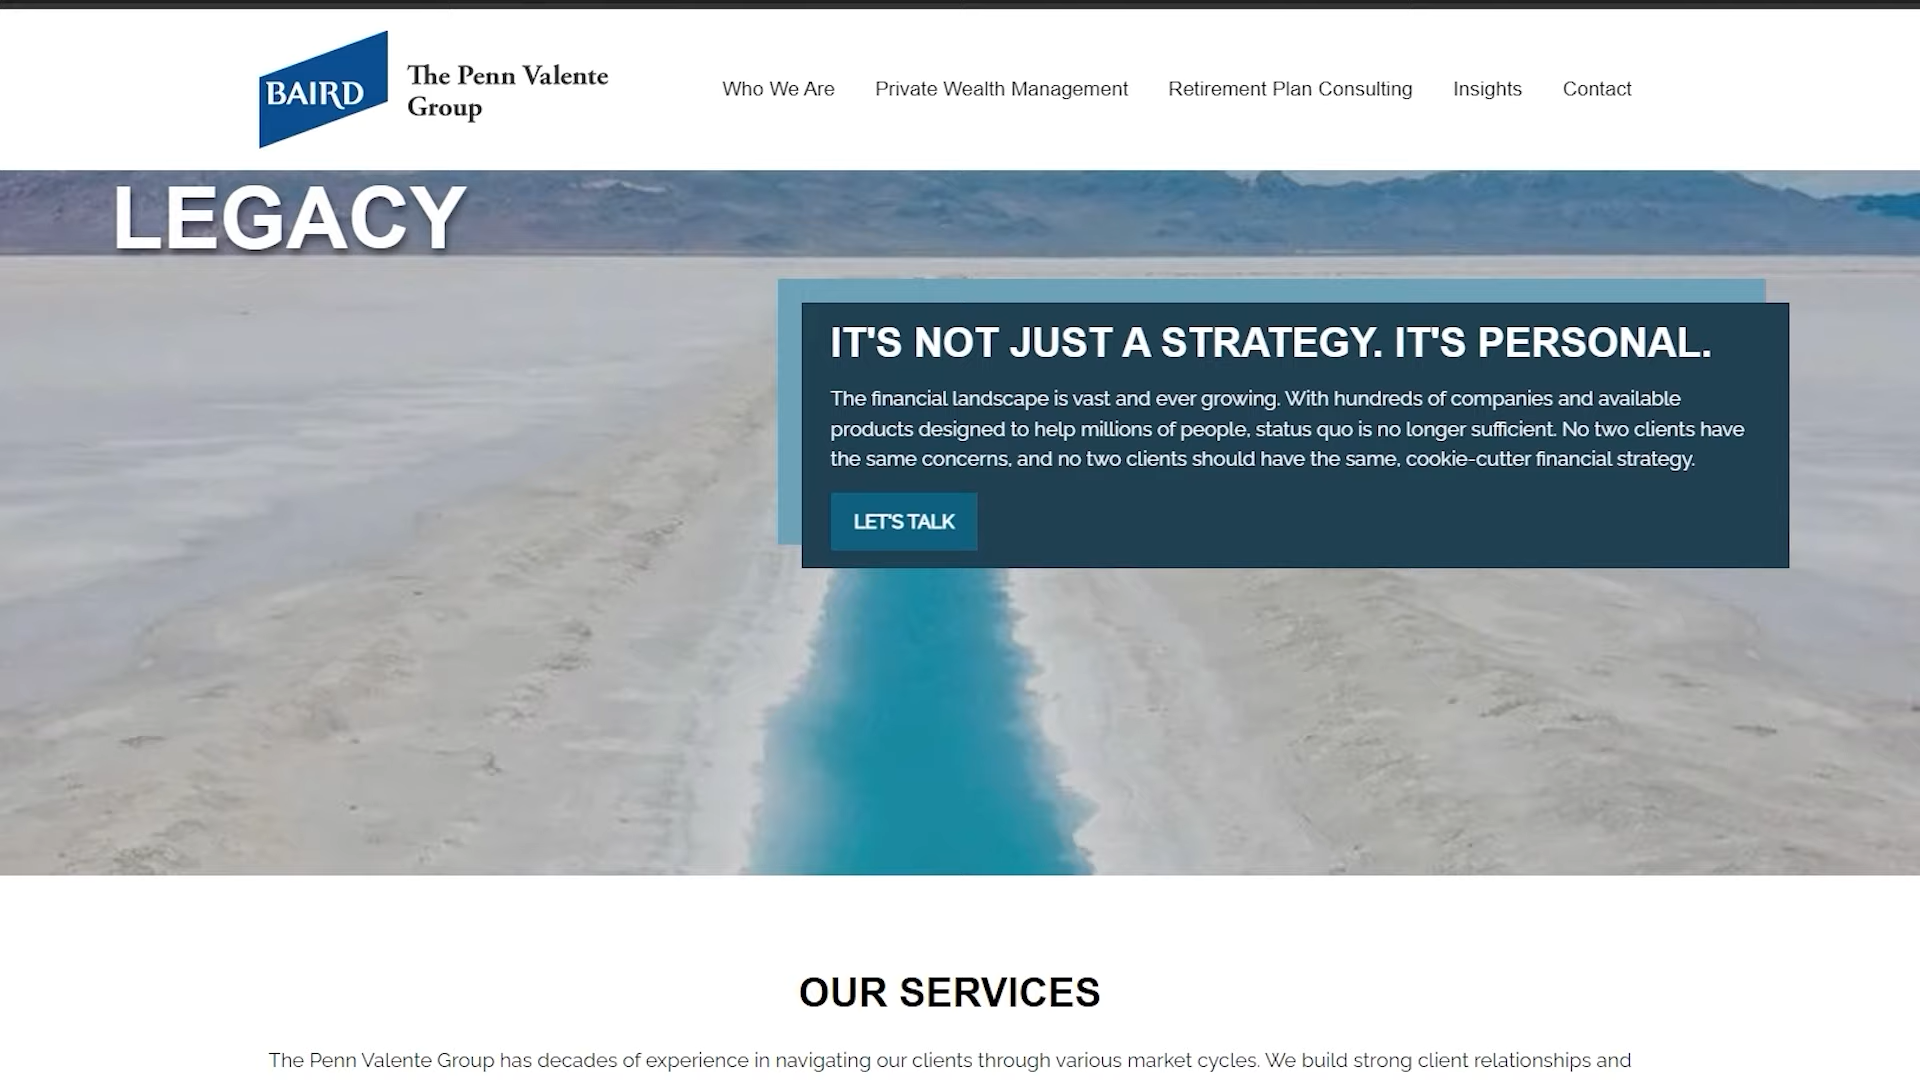 BAIRD
The Penn Valente
Group
Who We Are
Private Wealth Management
Retirement Plan Consulting
Insights
Contact
LEGACY
IT'S NOT JUST A STRATEGY. IT'S PERSONAL.
The financial landscape is vast and ever growing. With hundreds of companies and available
products designed to help millions of people, status quo is no longer sufficient. No two clients have
the same concerns, and no two clients should have the same, cookie-cutter financial strategy.
LET'S TALK
OUR SERVICES
The Penn Valente Group has decades of experience in navigating our clients through various market cycles. We build strong client relationships and